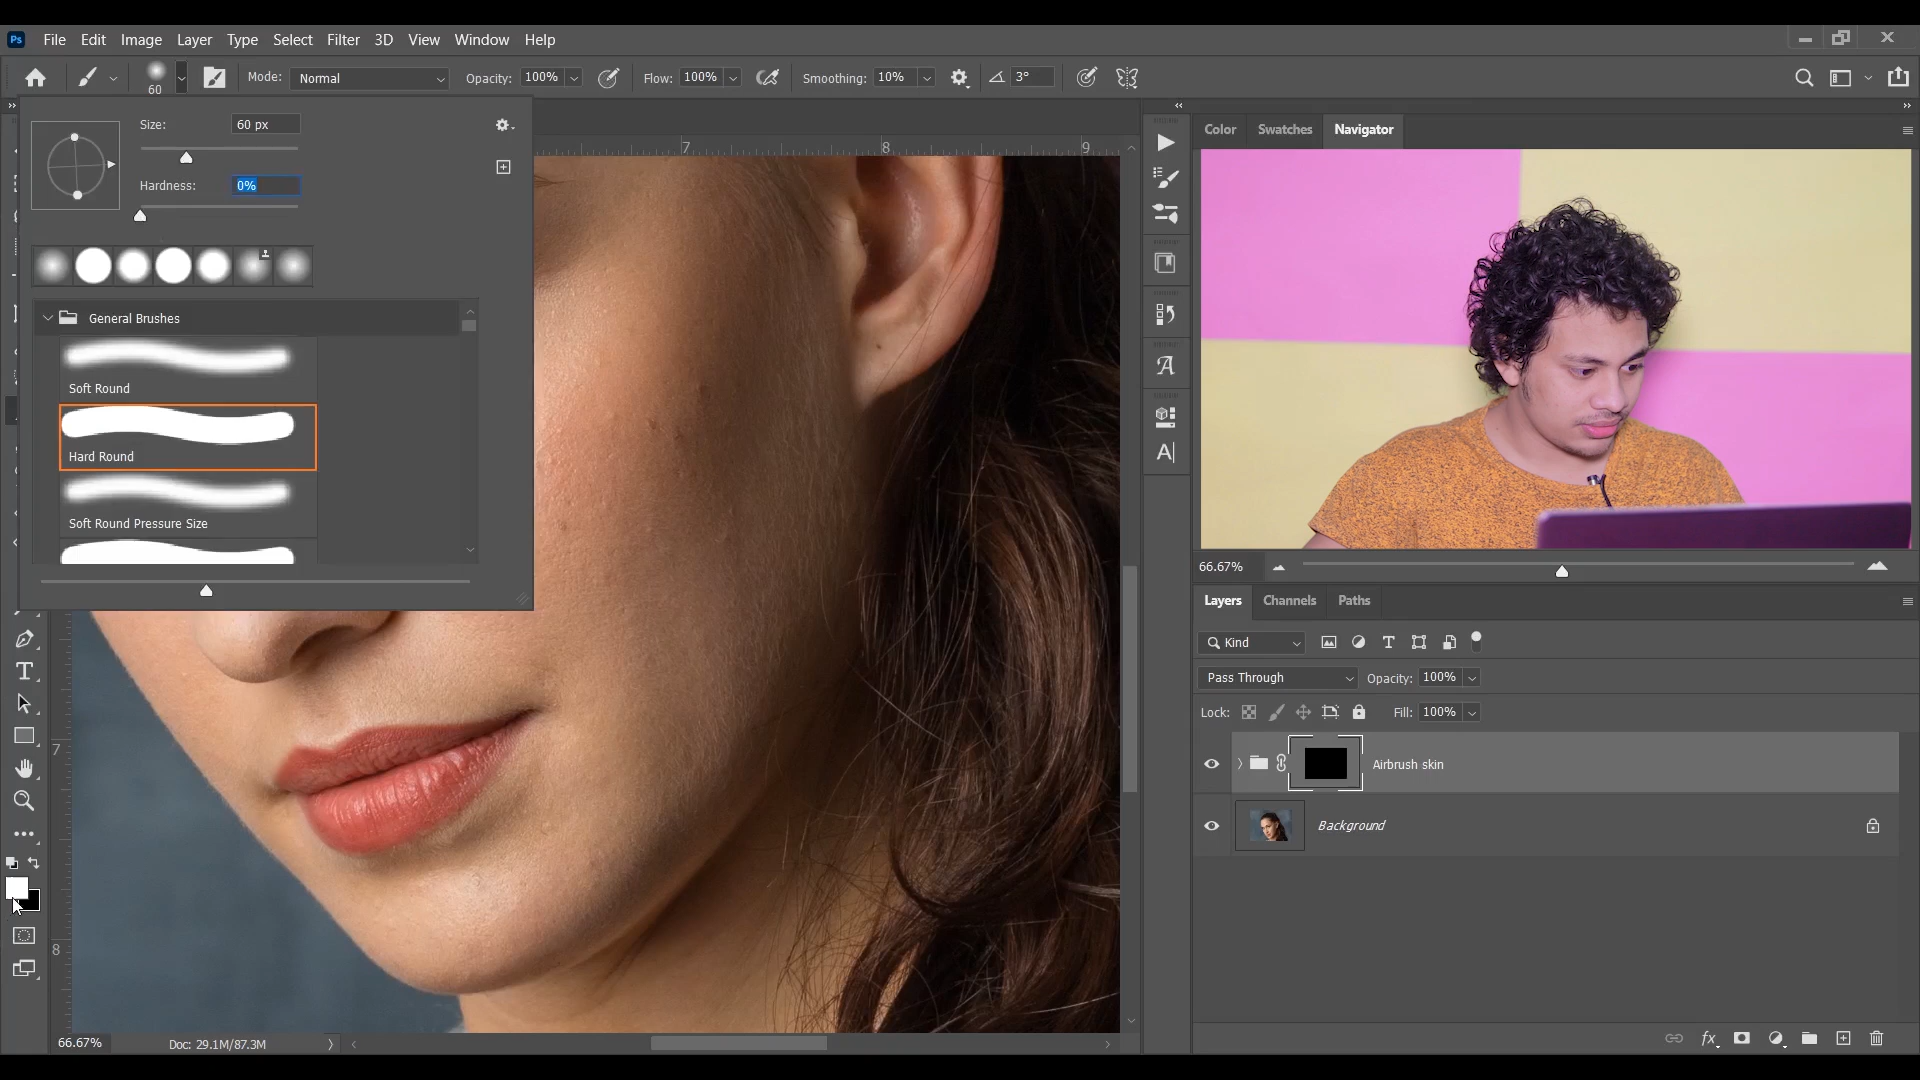 Ps File Edit Image Layer Type Select Filter 3D View Window Help
60 Mode: Normal Opacity: 100% Flow: 100% Smoothing: 10% 3°
Size: 60 px
Hardness: 0%
General Brushes
Soft Round
Hard Round
Soft Round Pressure Size
7 8 9
7
8
T
A
A|
Color Swatches Navigator
66.67%
Layers Channels Paths
Kind T
Pass Through Opacity: 100%
Lock: Fill: 100%
Airbrush skin
Background
fx
66.67% Doc: 29.1M/87.3M